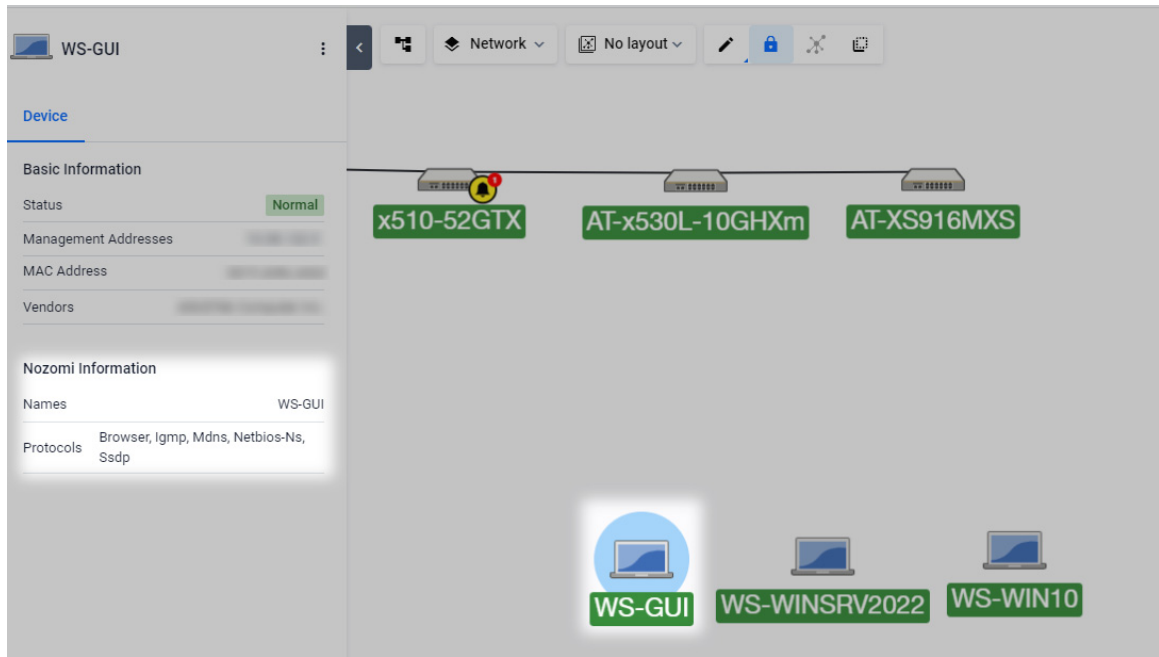 WS-GUI
Network
No layout
Device
Basic Information
Status Normal
Management Addresses
MAC Address
Vendors
Nozomi Information
Names WS-GUI
Protocols Browser, Igmp, Mdns, Netbios-Ns,
Ssdp
1
x510-52GTX AT-x530L-10GHXm AT-XS916MXS
WS-GUI WS-WINSRV2022 WS-WIN10